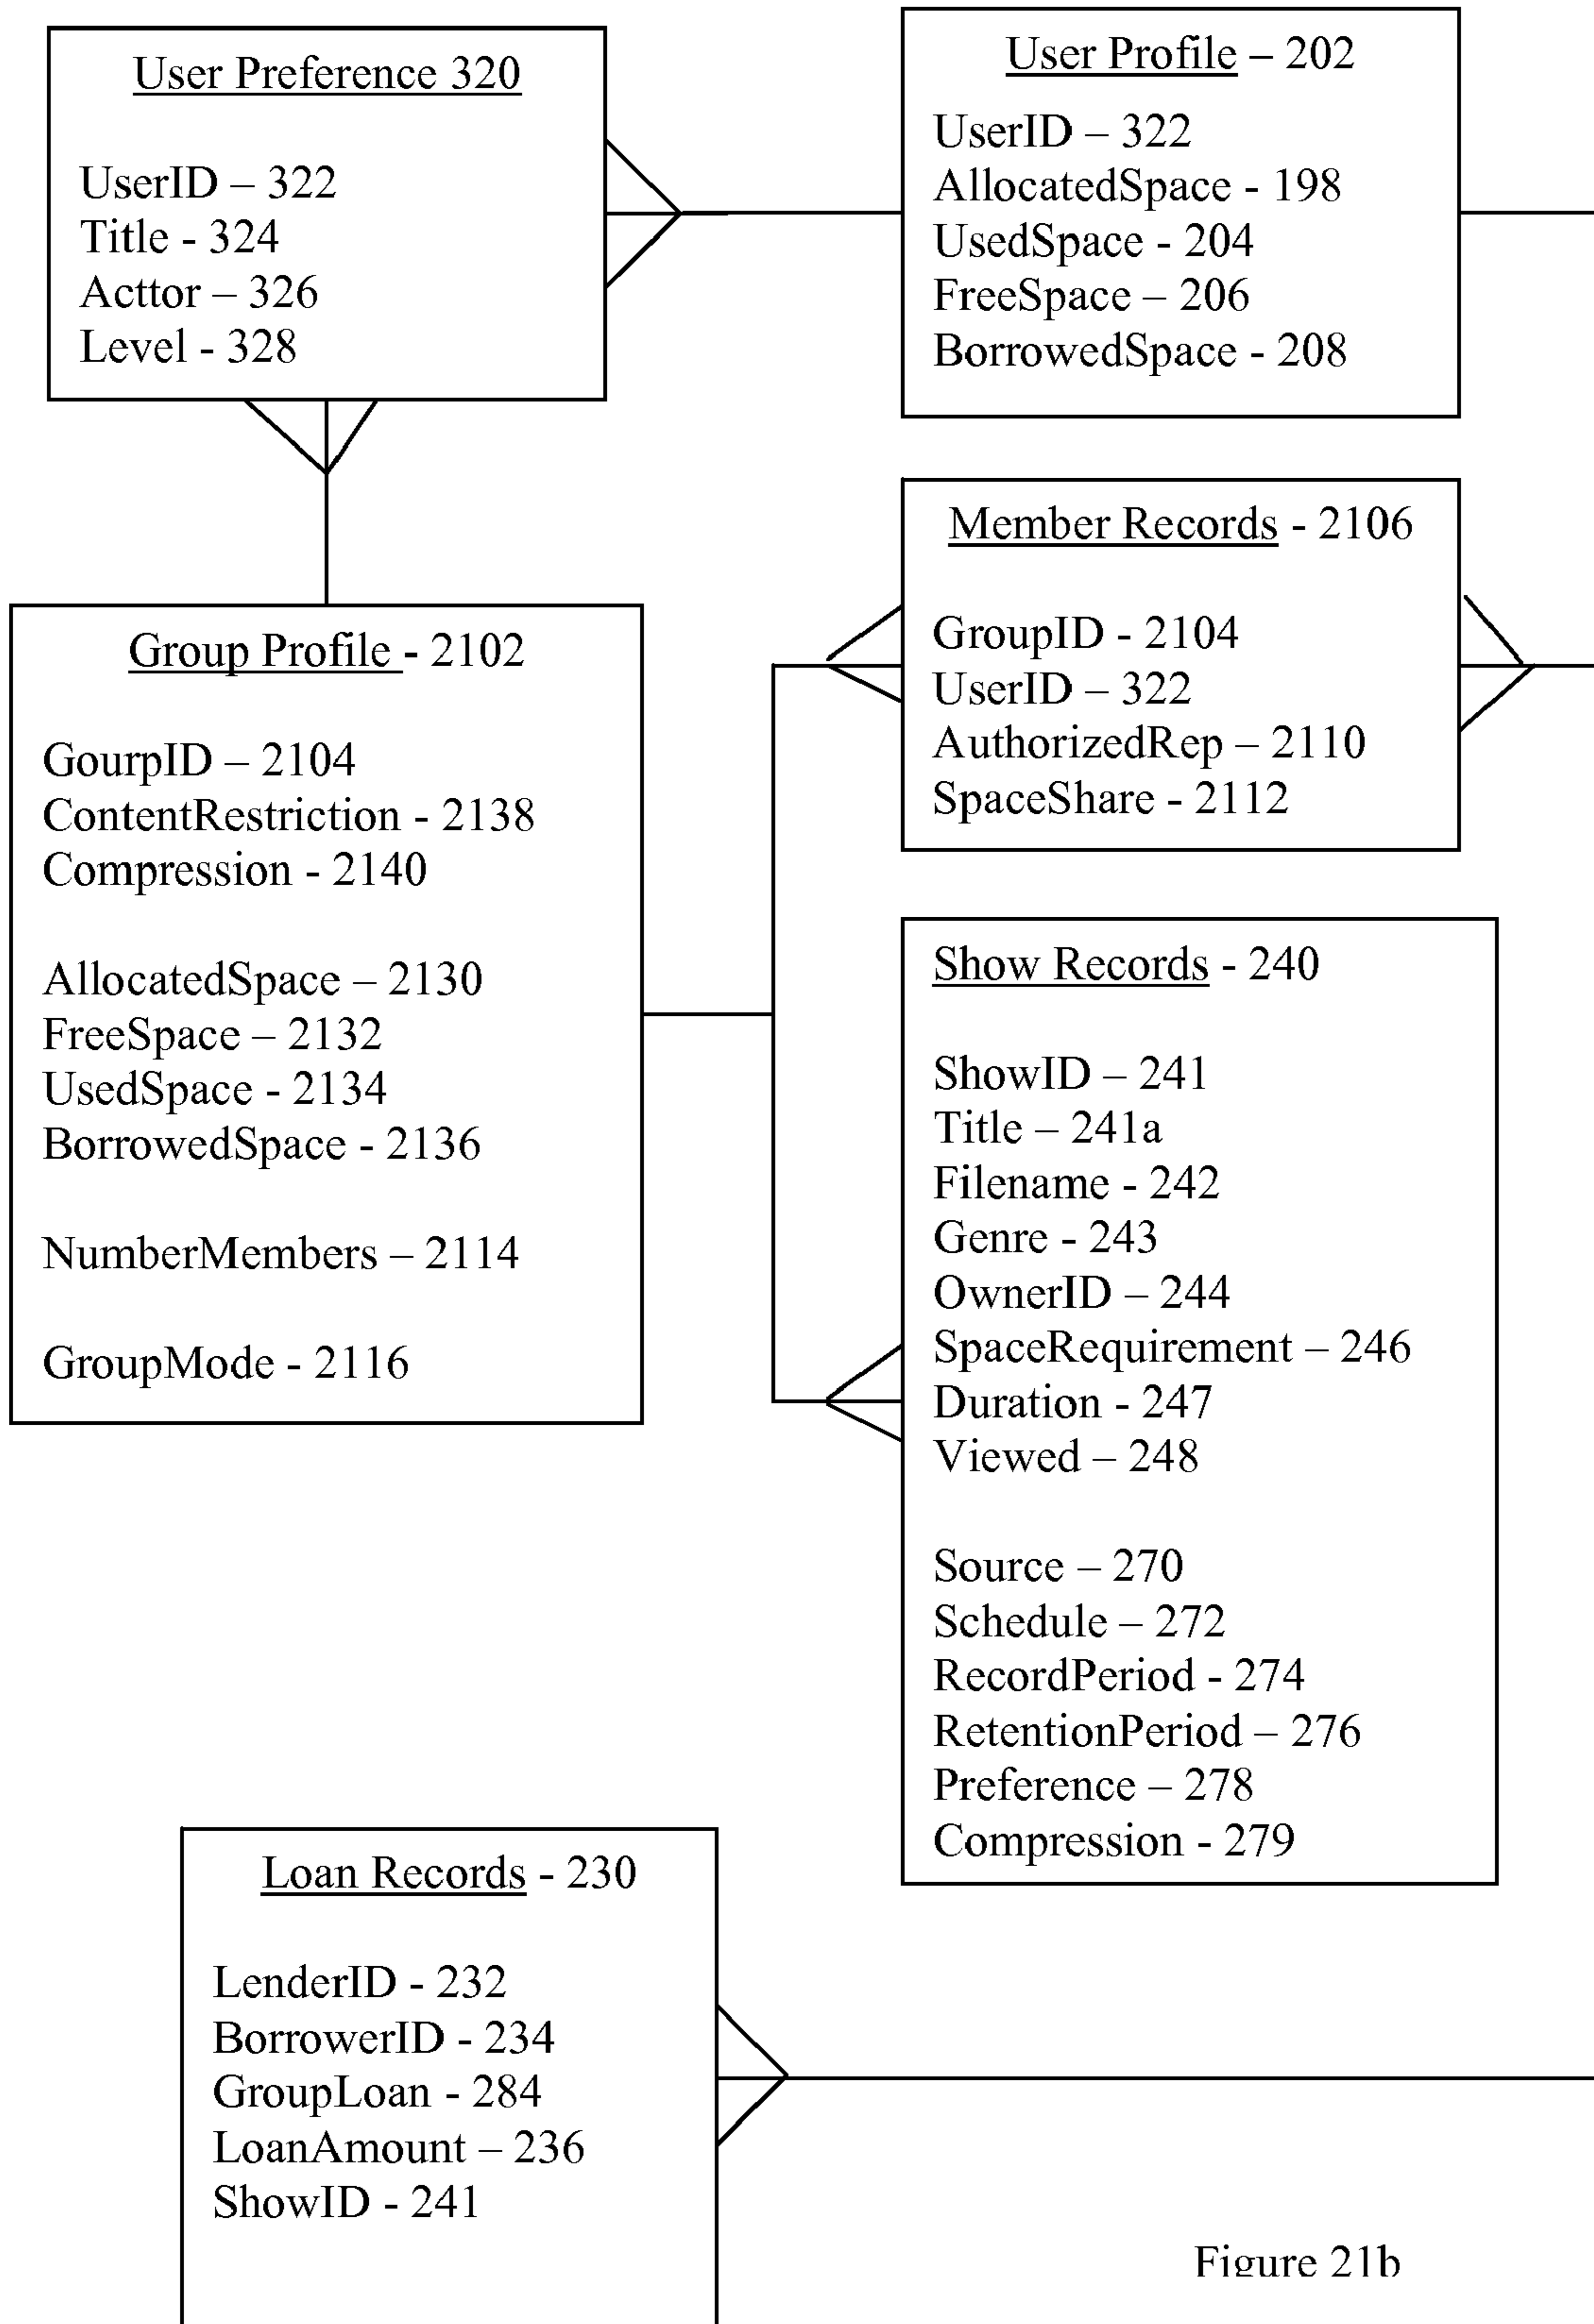 User Preference 320
UserID – 322
Title - 324
Acttor – 326
Level - 328
User Profile – 202
UserID – 322
AllocatedSpace - 198
UsedSpace - 204
FreeSpace – 206
BorrowedSpace - 208
Member Records - 2106
GroupID - 2104
UserID – 322
AuthorizedRep – 2110
SpaceShare - 2112
Group Profile - 2102
GourpID – 2104
ContentRestriction - 2138
Compression - 2140
AllocatedSpace – 2130
FreeSpace – 2132
UsedSpace - 2134
BorrowedSpace - 2136
NumberMembers – 2114
GroupMode - 2116
Show Records - 240
ShowID – 241
Title – 241a
Filename - 242
Genre - 243
OwnerID – 244
SpaceRequirement – 246
Duration - 247
Viewed – 248
Source – 270
Schedule – 272
RecordPeriod - 274
RetentionPeriod – 276
Preference – 278
Compression - 279
Loan Records - 230
LenderID - 232
BorrowerID - 234
GroupLoan - 284
LoanAmount – 236
ShowID - 241
Figure 21b